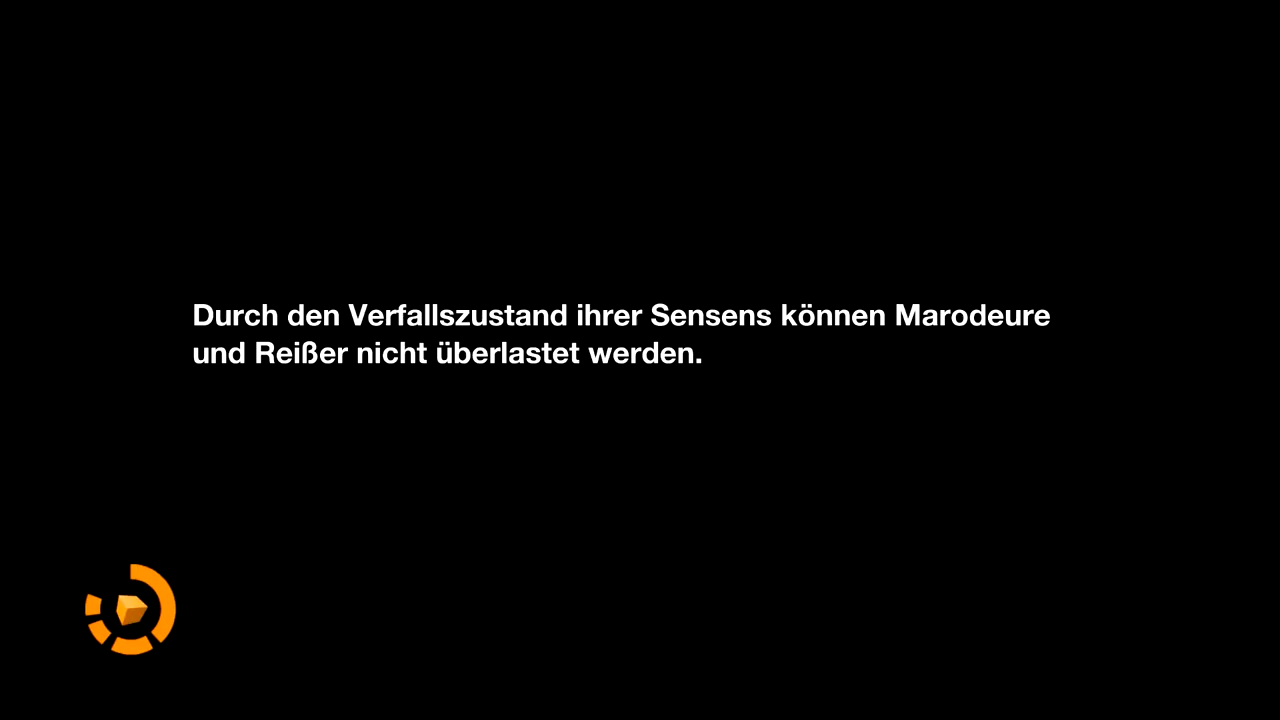 Durch den Verfallszustand ihrer Sensens können Marodeure
und Reißer nicht überlastet werden.